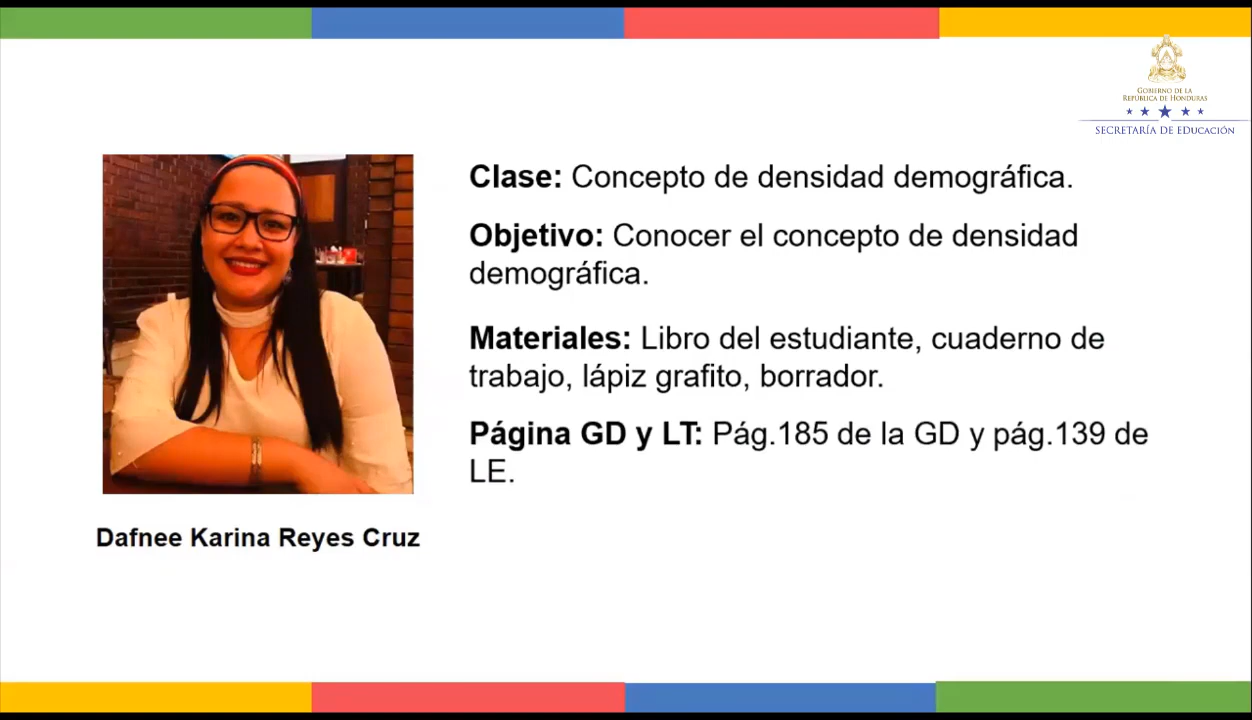 GOBIERNO DE LA
REPÚBLICA DE HONDURAS
SECRETARÍA DE EDUCACIÓN
Clase: Concepto de densidad demográfica.
Objetivo: Conocer el concepto de densidad
demográfica.
Materiales: Libro del estudiante, cuaderno de
trabajo, lápiz grafito, borrador.
Página GD y LT: Pág.185 de la GD y pág.139 de
LE.
Dafnee Karina Reyes Cruz